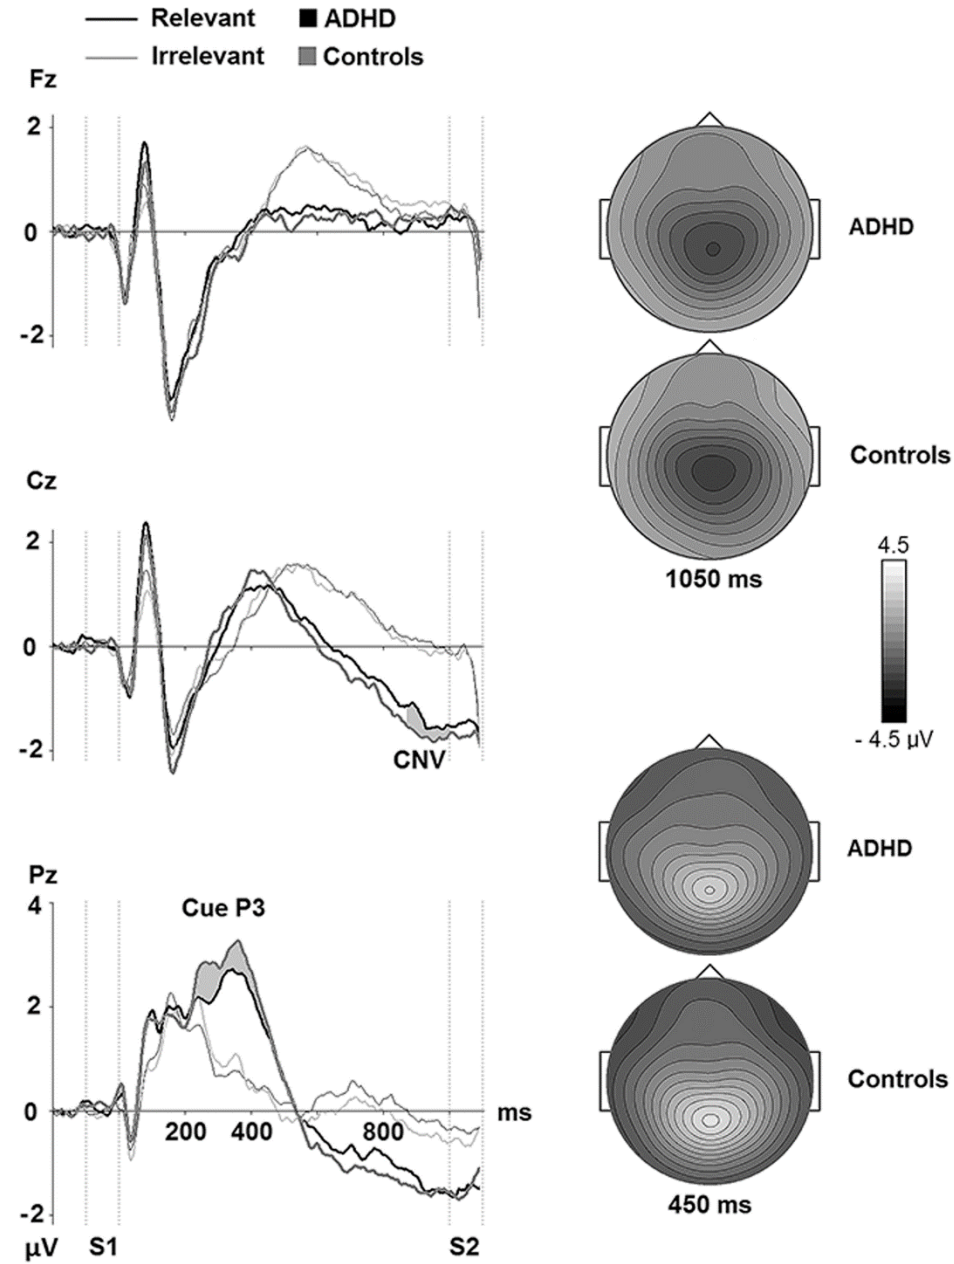 Relevant ADHD
Irrelevant Controls
Fz
2
0
-2
ADHD
Controls
1050 ms
Cz
2
0
-2
CNV
4.5
- 4.5 µV
Pz
4
Cue P3
2
0
ms
200 400 800
-2
µV S1 S2
ADHD
Controls
450 ms